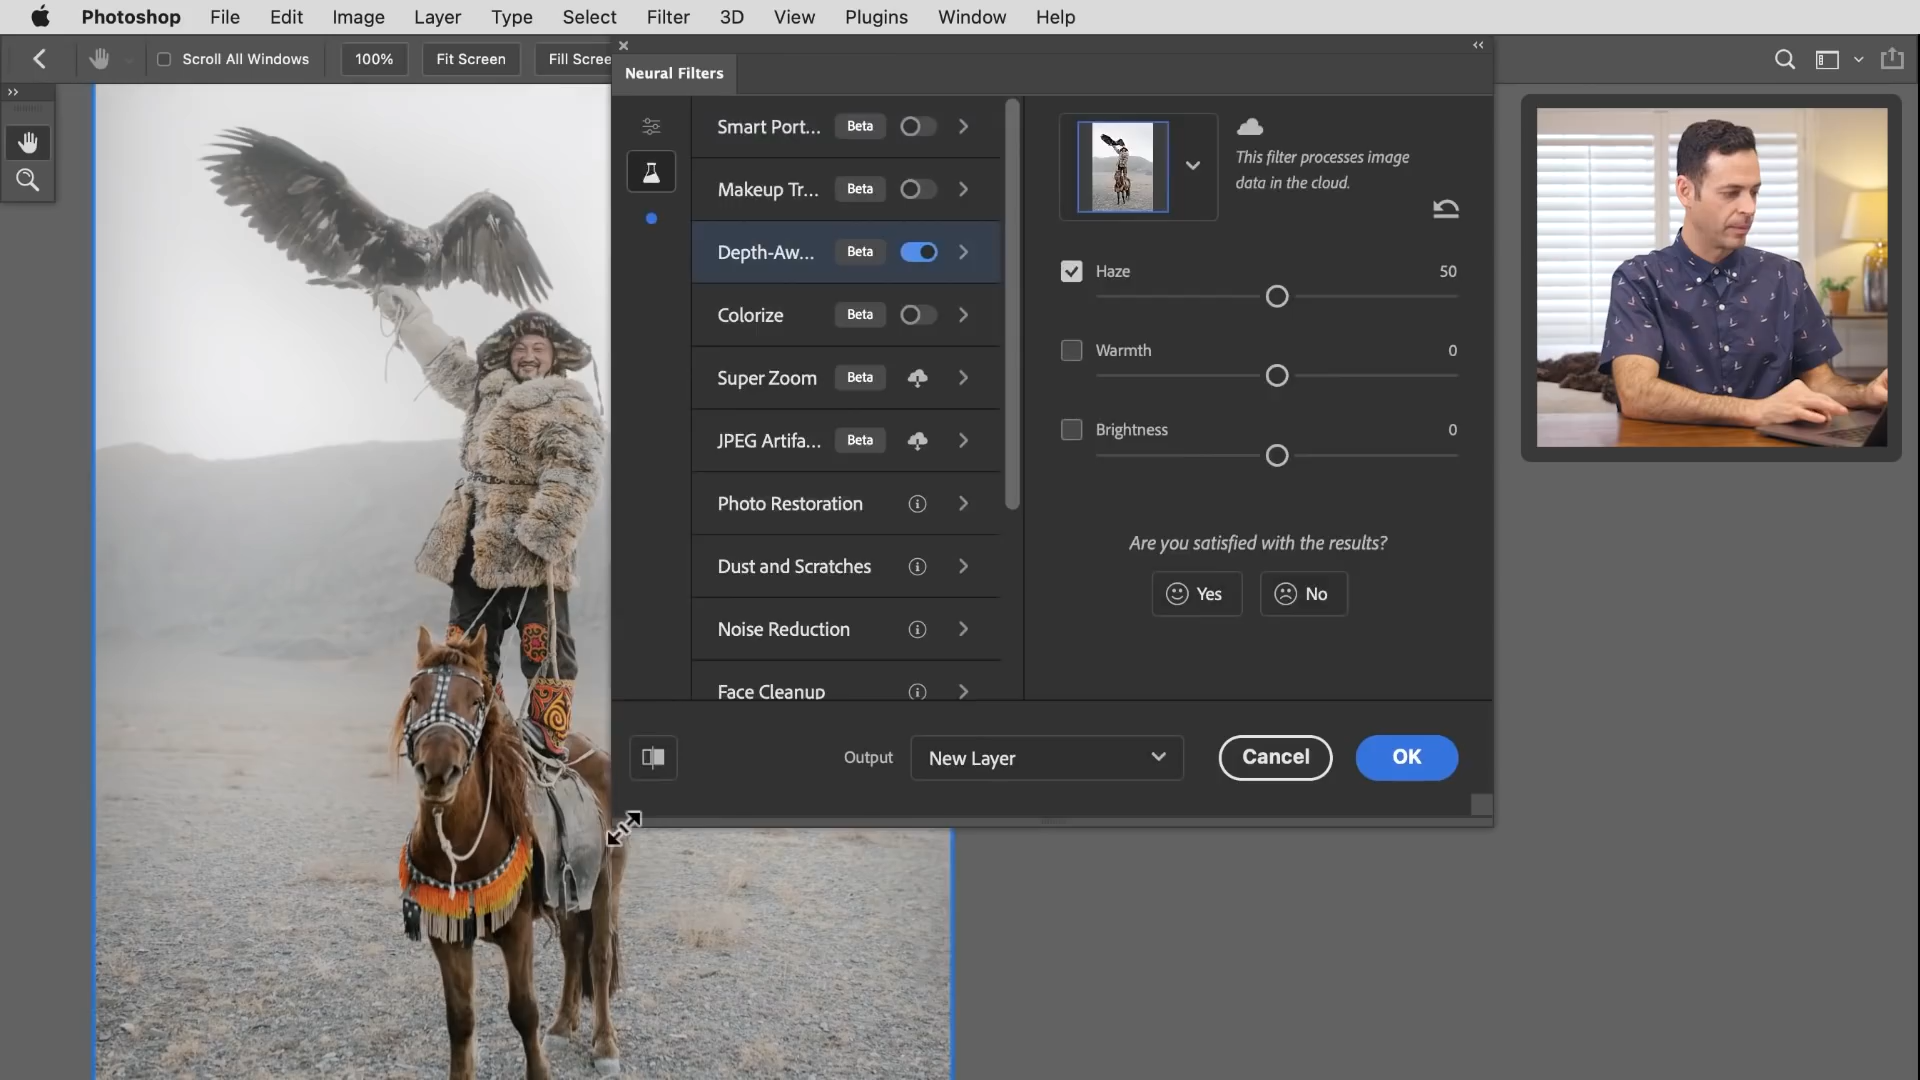 Photoshop File Edit Image Layer Type Select Filter 3D View Plugins Window Help
Scroll All Windows 100% Fit Screen Fill Scree
Neural Filters
Smart Port... Beta
Makeup Tr... Beta
Depth-Aw... Beta
Colorize Beta
Super Zoom Beta
JPEG Artifa... Beta
Photo Restoration
Dust and Scratches
Noise Reduction
Face Cleanup
This filter processes image
data in the cloud.
Haze 50
Warmth 0
Brightness 0
Are you satisfied with the results?
Yes No
Output New Layer Cancel OK